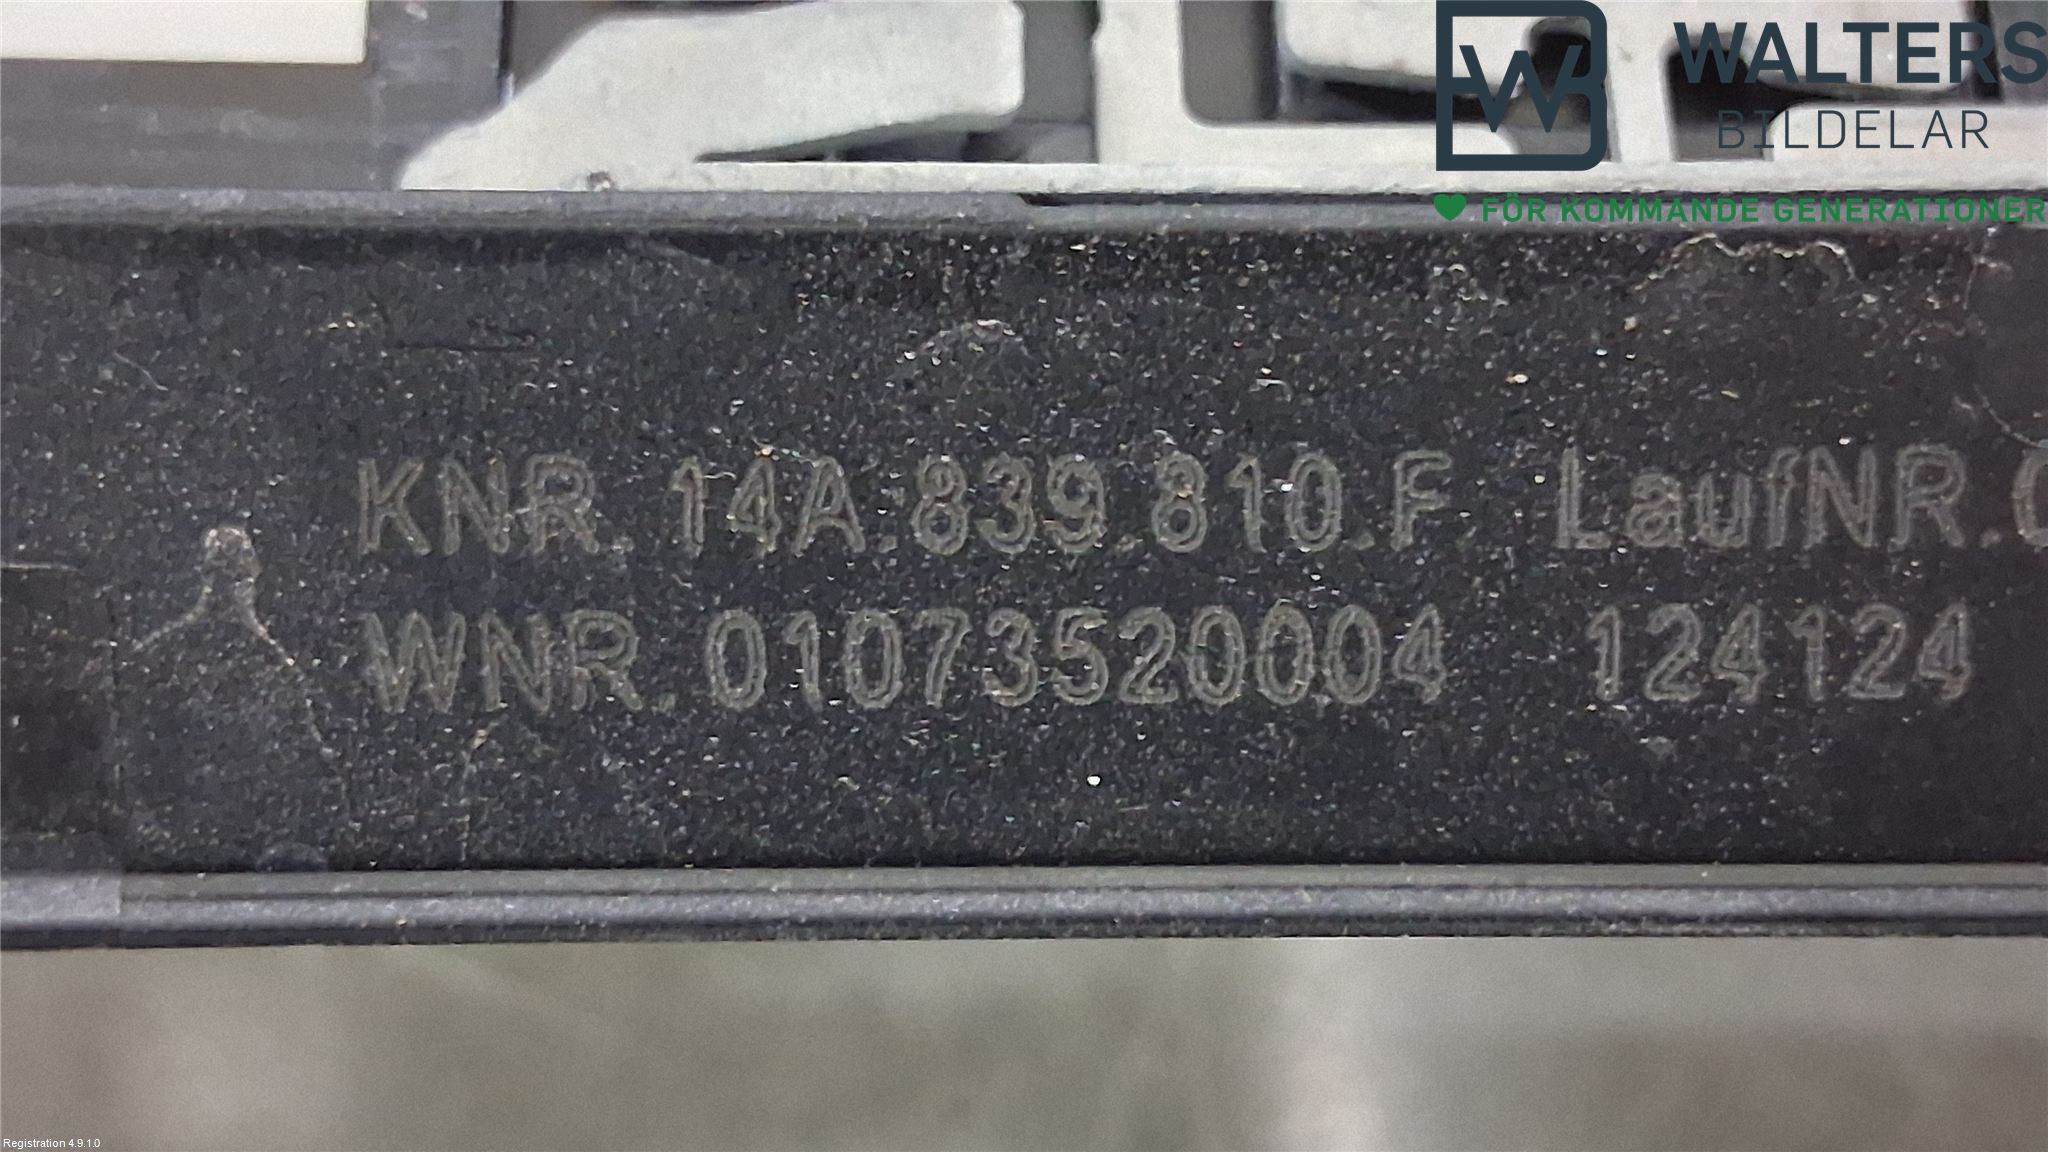 WALTERS
BILDELAR
FÖR KOMMANDE GENERATIONER
KNR.14A.839.810.F LaufNR.
WNR.01073520004 124124
Registration 4.9.1.0